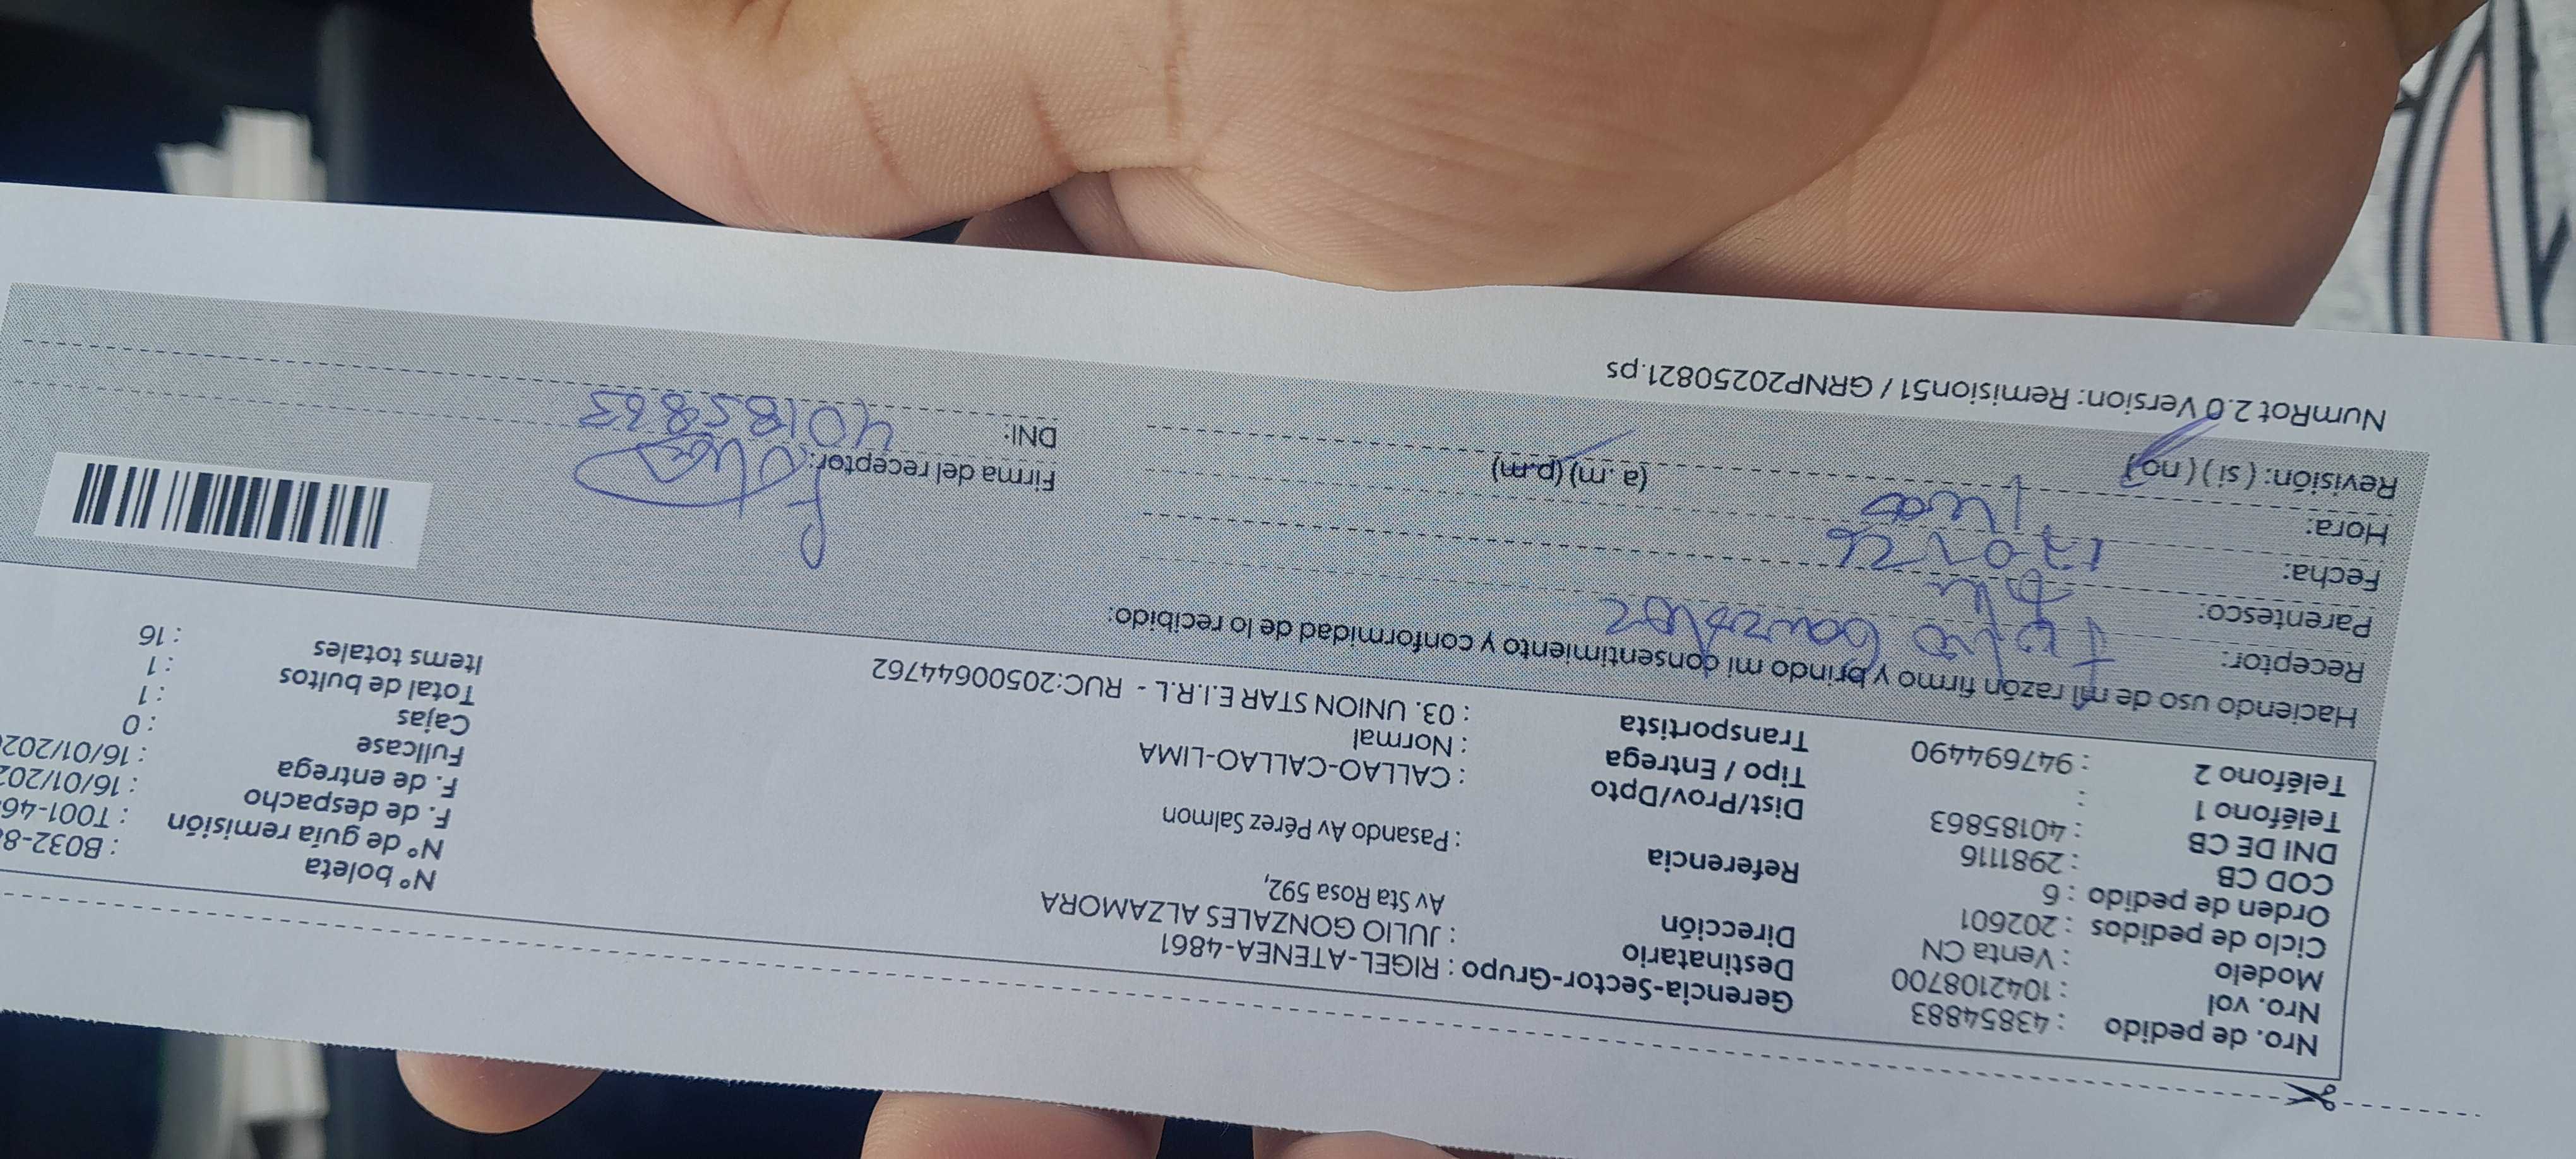 Nro. de pedido : 43854883
Nro. vol : 1042108700
Modelo : Venta CN
Ciclo de pedidos : 202601
Orden de pedido : 6
COD CB : 2981116
DNI DE CB : 40185863
Teléfono 1 :
Teléfono 2 : 947694490
Gerencia-Sector-Grupo : RIGEL-ATENEA-4861
Destinatario : JULIO GONZALES ALZAMORA
Dirección Av Sta Rosa 592,
Referencia : Pasando Av Pérez Salmon
Dist/Prov/Dpto : CALLAO-CALLAO-LIMA
Tipo / Entrega : Normal
Transportista : 03. UNION STAR E.I.R.L - RUC:20500644762
N° boleta : B032-8
N° de guía remisión : T001-46
F. de despacho : 16/01/202
F. de entrega : 16/01/202
Fullcase : 0
Cajas : 1
Total de bultos : 1
Items totales : 16
Haciendo uso de mi razón firmo y brindo mi consentimiento y conformidad de lo recibido:
Receptor:
Parentesco:
Fecha: 17 01 26
Hora: (a.m) (p.m)
Revisión: ( si ) ( no )
Firma del receptor:
DNI: 40185863
NumRot 2.0 Version: Remision51 / GRNP20250821.ps